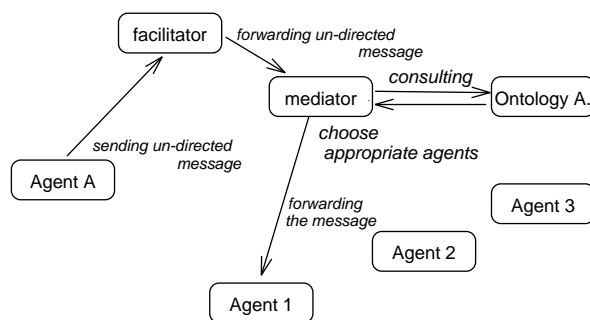 facilitator
forwarding un-directed
message
mediator
consulting
Ontology A.
choose
appropriate agents
sending un-directed
message
Agent A
forwarding
the message
Agent 3
Agent 2
Agent 1